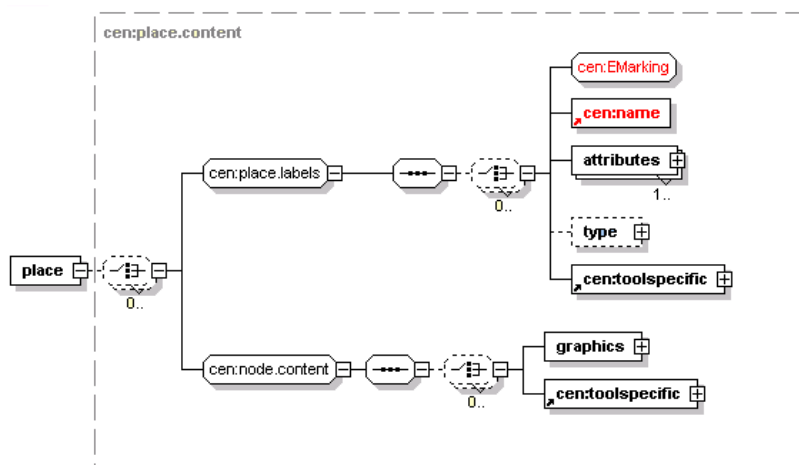 cen:place.content
cen:EMarking
cen:name
cen:place.labels
attributes
0..
1..
type
place
cen:toolspecific
0..
graphics
cen:node.content
cen:toolspecific
0..